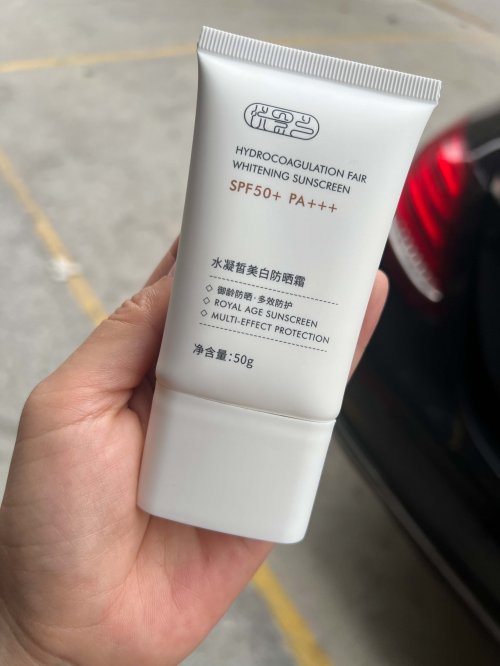 HYDROCOAGULATION FAIR
WHITENING SUNSCREEN
SPF50+ PA+++
水凝皙美白防晒霜
御龄防晒·多效防护
ROYAL AGE SUNSCREEN
MULTI-EFFECT PROTECTION
净含量:50g